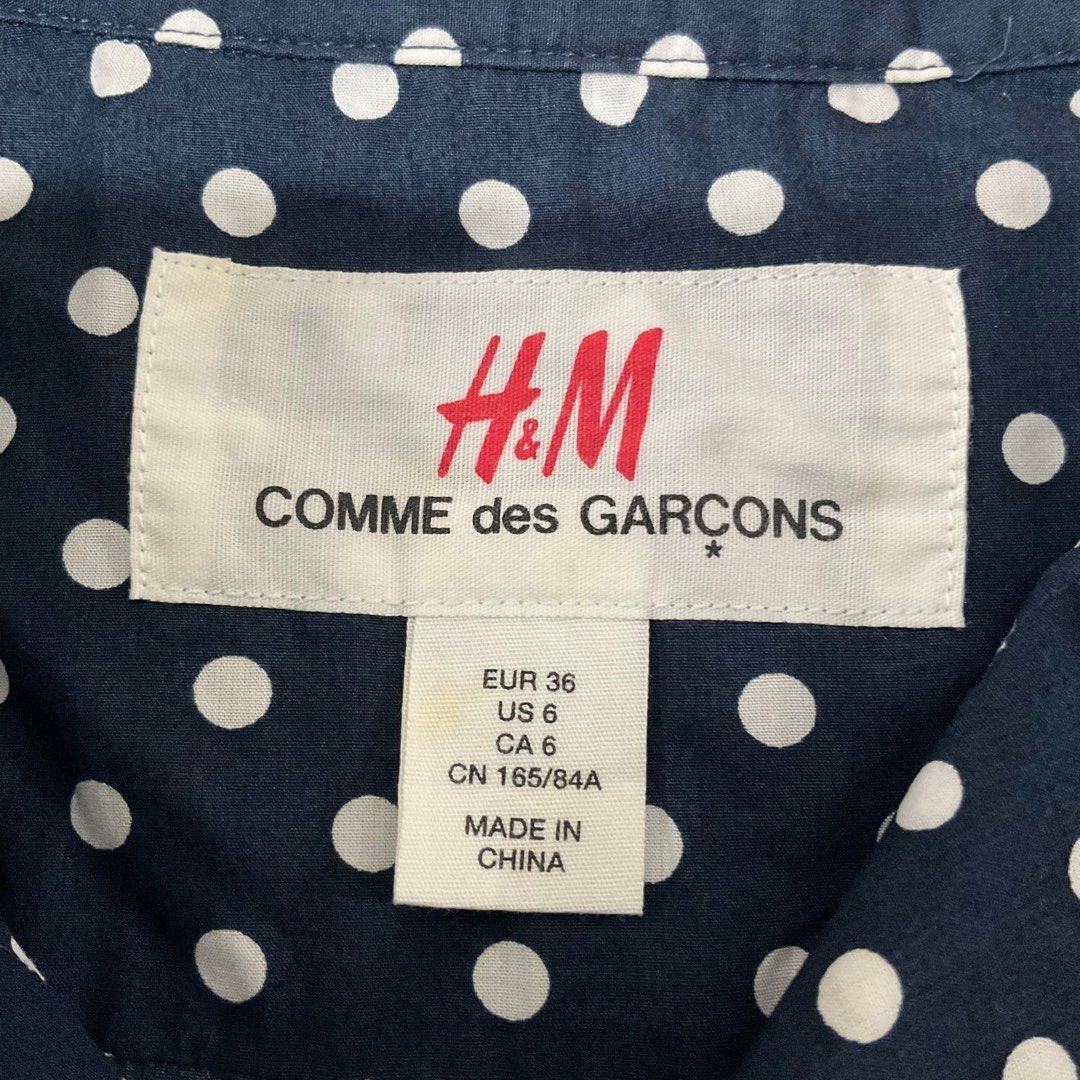 H&M
COMME des GARÇONS
*
EUR 36
US 6
CA 6
CN 165/84A
MADE IN
CHINA